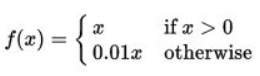 f(x) = { x if x > 0
0.01x otherwise